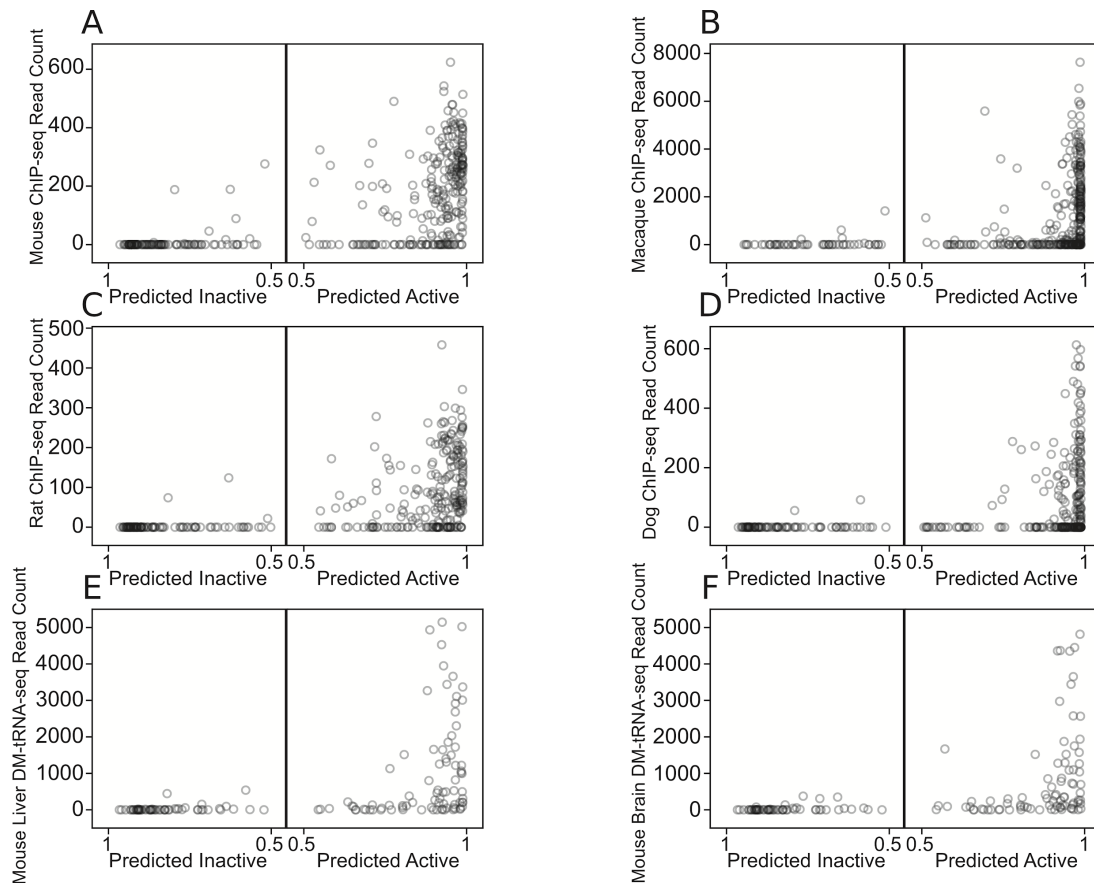 A
Mouse ChIP-seq Read Count
600
400
200
0
1
0.5
0.5
1
Predicted Inactive
Predicted Active
B
Macaque ChIP-seq Read Count
8000
6000
4000
2000
0
1
0.5
0.5
1
Predicted Inactive
Predicted Active
C
Rat ChIP-seq Read Count
500
400
300
200
100
0
1
0.5
0.5
1
Predicted Inactive
Predicted Active
D
Dog ChIP-seq Read Count
600
400
200
0
1
0.5
0.5
1
Predicted Inactive
Predicted Active
E
Mouse Liver DM-tRNA-seq Read Count
5000
4000
3000
2000
1000
0
1
0.5
0.5
1
Predicted Inactive
Predicted Active
F
Mouse Brain DM-tRNA-seq Read Count
5000
4000
3000
2000
1000
0
1
0.5
0.5
1
Predicted Inactive
Predicted Active